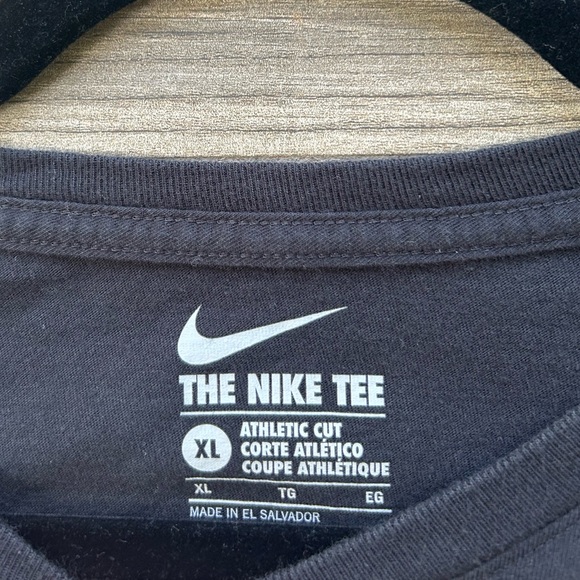 THE NIKE TEE
XL
ATHLETIC CUT
CORTE ATLÉTICO
COUPE ATHLÉTIQUE
XL TG EG
MADE IN EL SALVADOR